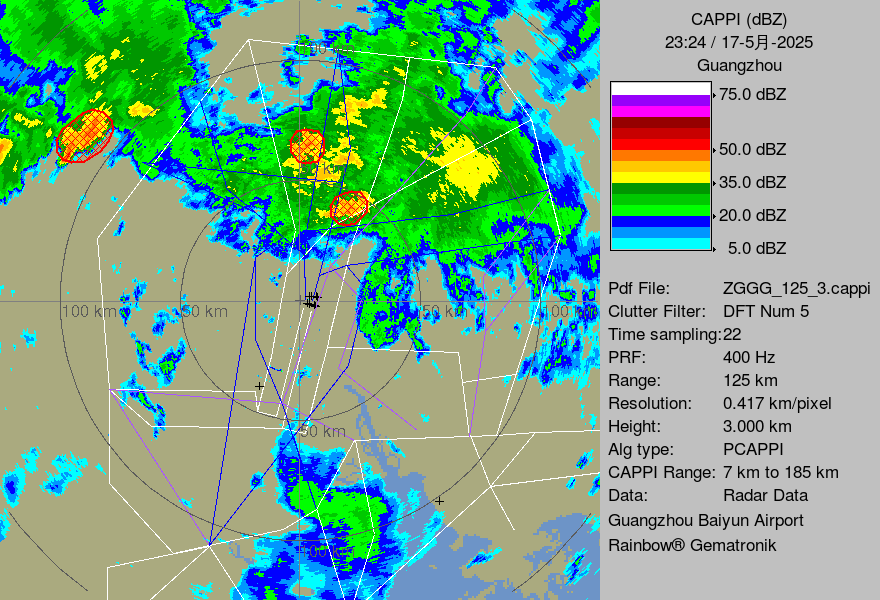 CAPPI (dBZ)
23:24 / 17-5月-2025
Guangzhou
75.0 dBZ
50.0 dBZ
35.0 dBZ
20.0 dBZ
5.0 dBZ
Pdf File: ZGGG_125_3.cappi
Clutter Filter: DFT Num 5
Time sampling:22
PRF: 400 Hz
Range: 125 km
Resolution: 0.417 km/pixel
Height: 3.000 km
Alg type: PCAPPI
CAPPI Range: 7 km to 185 km
Data: Radar Data
Guangzhou Baiyun Airport
Rainbow® Gematronik
100 km
km
100 km
50 km
50 km
100 km
50 km
100 km